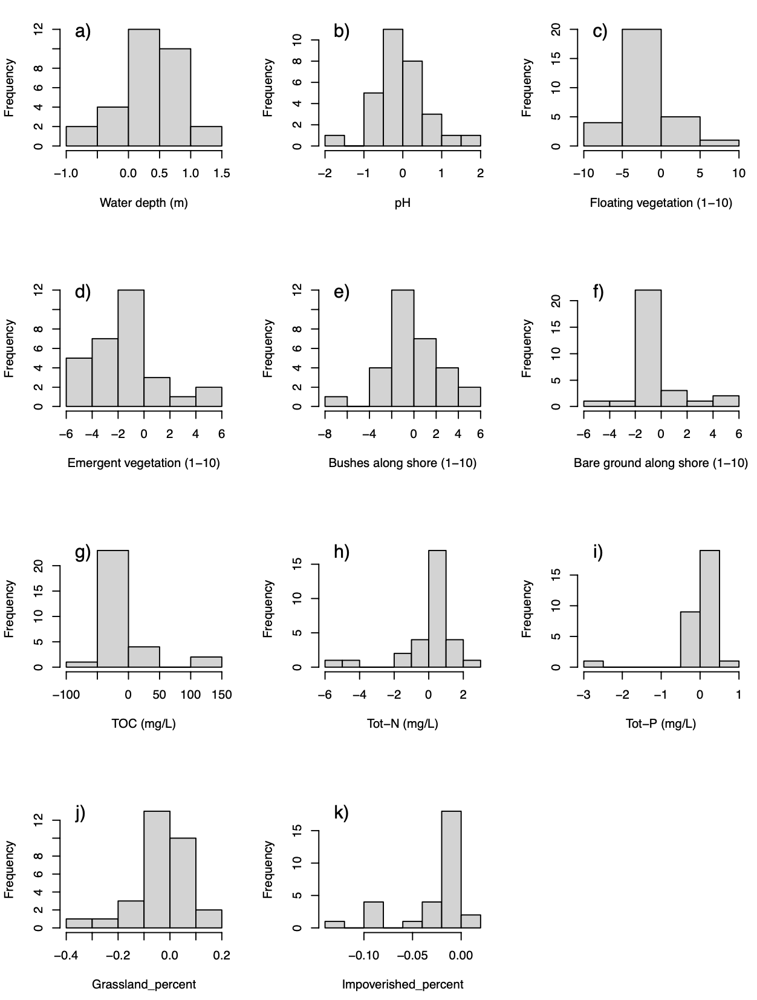 a) b) c)
Frequency Frequency Frequency
12 8 6 4 2 0
10 8 6 4 2 0
20 15 10 5 0
−1.0 0.0 0.5 1.0 1.5 −2 −1 0 1 2 −10 −5 0 5 10
Water depth (m) pH Floating vegetation (1−10)
d) e) f)
Frequency Frequency Frequency
12 8 6 4 2 0
12 8 6 4 2 0
20 15 10 5 0
−6 −4 −2 0 2 4 6 −8 −4 0 2 4 6 −6 −4 −2 0 2 4 6
Emergent vegetation (1−10) Bushes along shore (1−10) Bare ground along shore (1−10)
g) h) i)
Frequency Frequency Frequency
20 15 10 5 0
15 10 5 0
15 10 5 0
−100 0 50 100 150 −6 −4 −2 0 2 −3 −2 −1 0 1
TOC (mg/L) Tot−N (mg/L) Tot−P (mg/L)
j) k)
Frequency Frequency
12 8 6 4 2 0
15 10 5 0
−0.4 −0.2 0.0 0.2 −0.10 −0.05 0.00
Grassland_percent Impoverished_percent